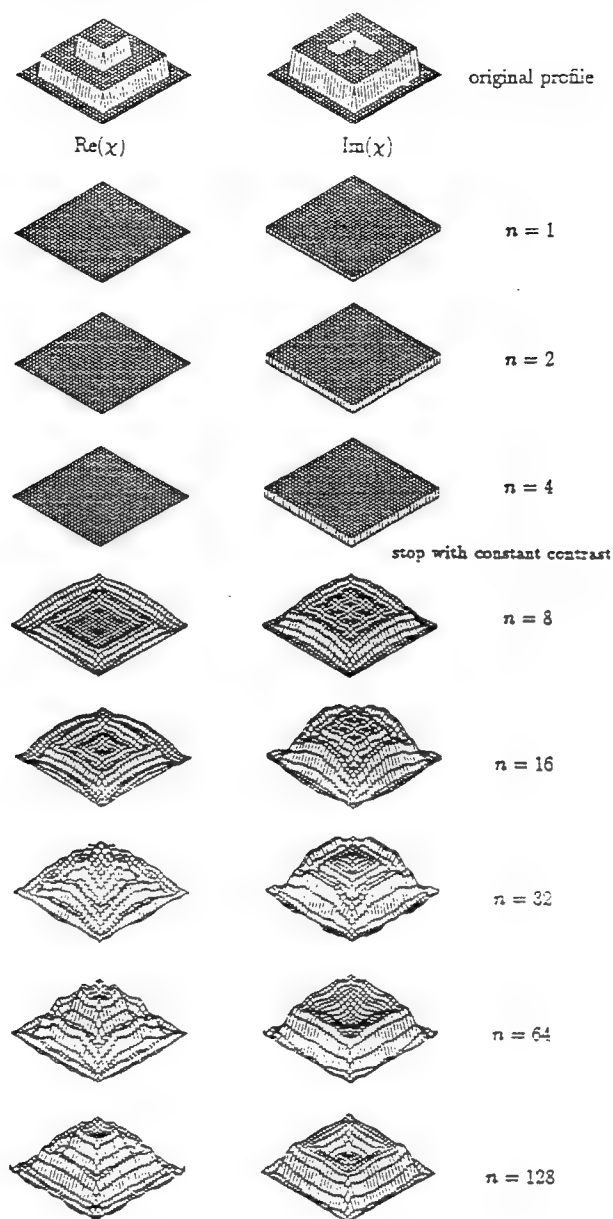 original profile
Re(χ) Im(χ)
n = 1
n = 2
n = 4
stop with constant contrast
n = 8
n = 16
n = 32
n = 64
n = 128